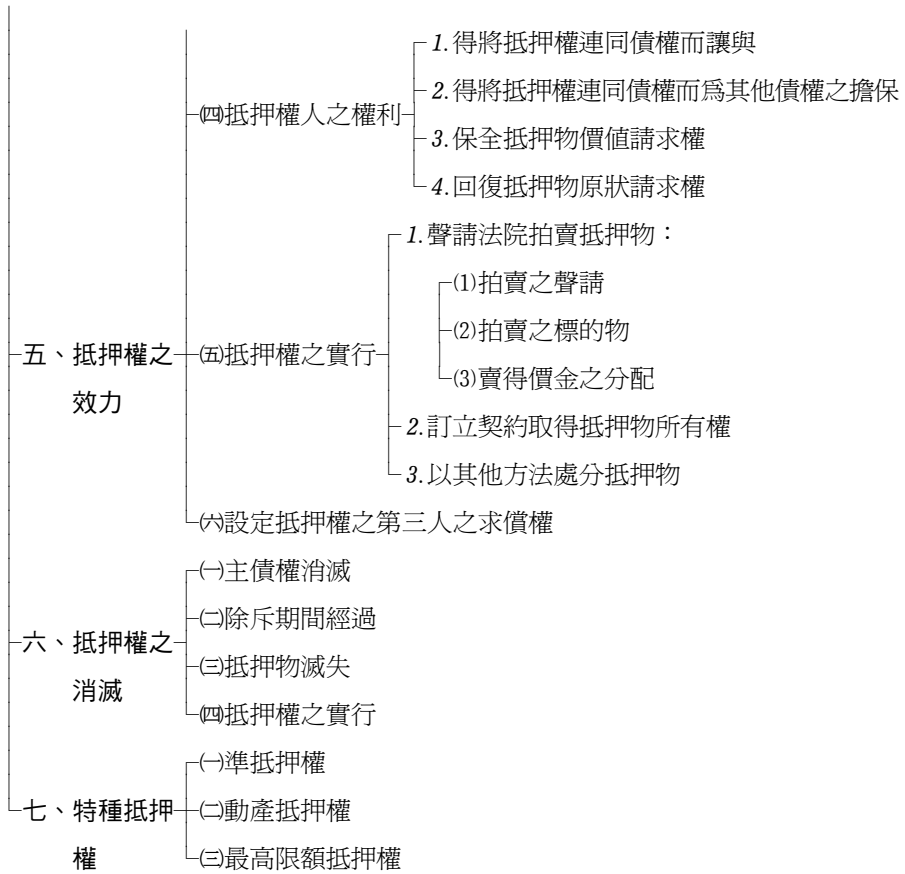 ㈣抵押權人之權利
1.得將抵押權連同債權而讓與
2.得將抵押權連同債權而爲其他債權之擔保
3.保全抵押物價值請求權
4.回復抵押物原狀請求權
五、抵押權之
效力
㈤抵押權之實行
1.聲請法院拍賣抵押物：
⑴拍賣之聲請
⑵拍賣之標的物
⑶賣得價金之分配
2.訂立契約取得抵押物所有權
3.以其他方法處分抵押物
㈥設定抵押權之第三人之求償權
六、抵押權之
消滅
㈠主債權消滅
㈡除斥期間經過
㈢抵押物滅失
㈣抵押權之實行
七、特種抵押
權
㈠準抵押權
㈡動產抵押權
㈢最高限額抵押權